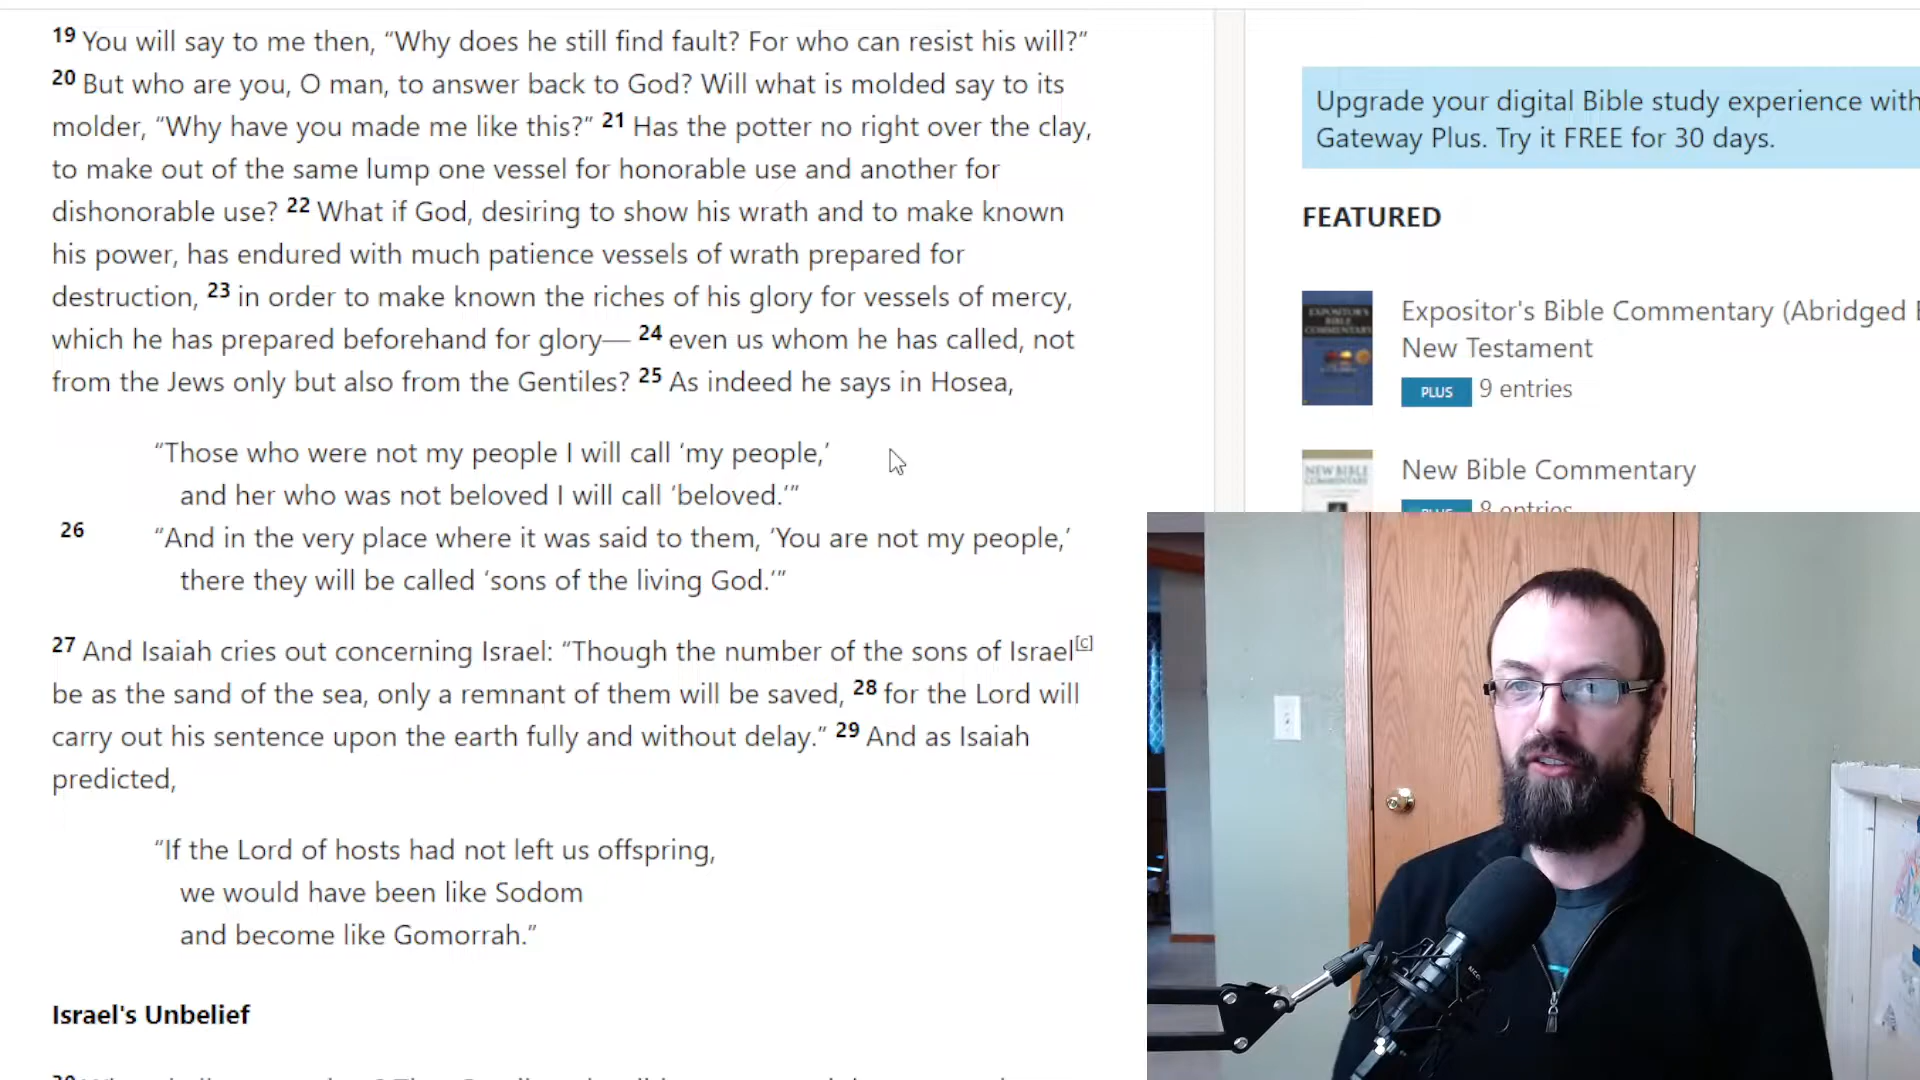 19 You will say to me then, “Why does he still find fault? For who can resist his will?”
20 But who are you, O man, to answer back to God? Will what is molded say to its
molder, “Why have you made me like this?” 21 Has the potter no right over the clay,
to make out of the same lump one vessel for honorable use and another for
dishonorable use? 22 What if God, desiring to show his wrath and to make known
his power, has endured with much patience vessels of wrath prepared for
destruction, 23 in order to make known the riches of his glory for vessels of mercy,
which he has prepared beforehand for glory— 24 even us whom he has called, not
from the Jews only but also from the Gentiles? 25 As indeed he says in Hosea,
“Those who were not my people I will call ‘my people,’
and her who was not beloved I will call ‘beloved.’”
26 “And in the very place where it was said to them, ‘You are not my people,’
there they will be called ‘sons of the living God.’”
27 And Isaiah cries out concerning Israel: “Though the number of the sons of Israel[c]
be as the sand of the sea, only a remnant of them will be saved, 28 for the Lord will
carry out his sentence upon the earth fully and without delay.” 29 And as Isaiah
predicted,
“If the Lord of hosts had not left us offspring,
we would have been like Sodom
and become like Gomorrah.”
Israel's Unbelief
Upgrade your digital Bible study experience with
Gateway Plus. Try it FREE for 30 days.
FEATURED
EXPOSITOR'S
BIBLE
COMMENTARY
Expositor's Bible Commentary (Abridged
New Testament
PLUS 9 entries
NEW BIBLE
COMMENTARY
New Bible Commentary
PLUS 8 entries